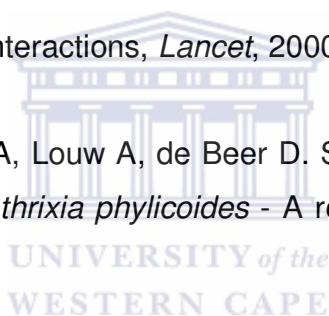 nteractions, Lancet, 2000
A, Louw A, de Beer D. S
thrixia phylicoides - A re
UNIVERSITY of the
WESTERN CAPE